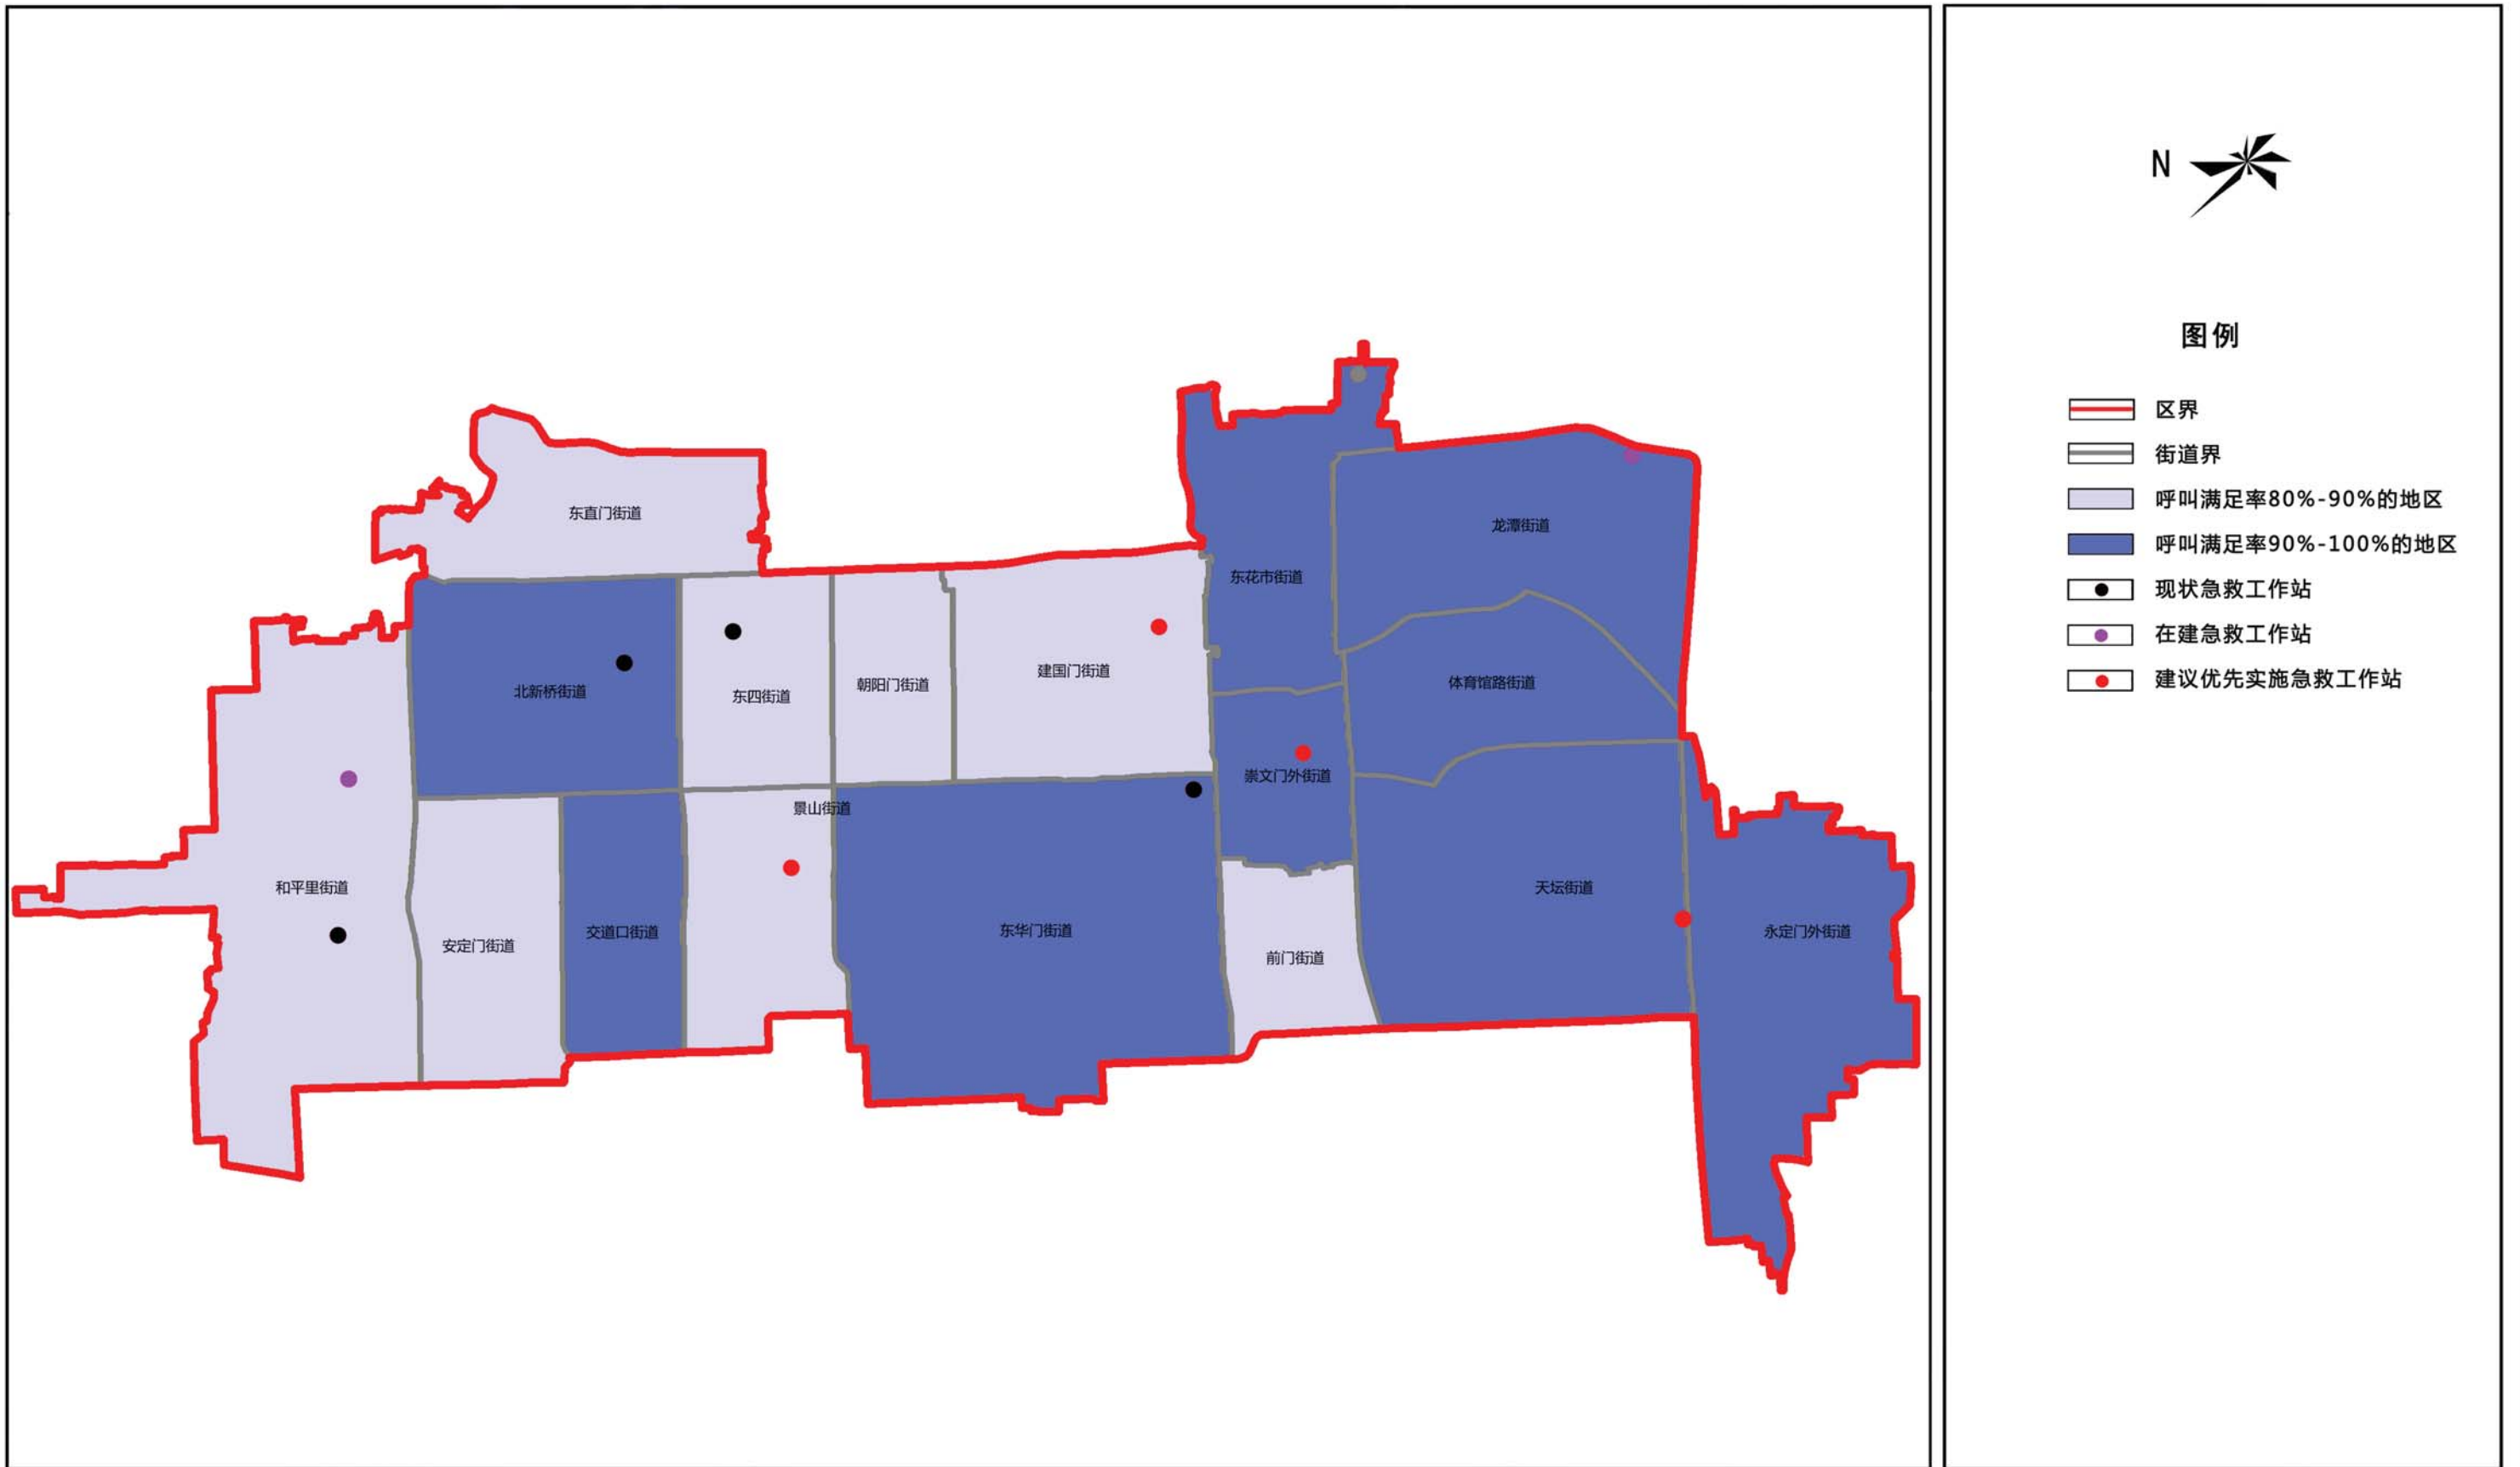 N
图例
区界
街道界
呼叫满足率80%-90%的地区
呼叫满足率90%-100%的地区
现状急救工作站
在建急救工作站
建议优先实施急救工作站
东直门街道
龙潭街道
东花市街道
北新桥街道
东四街道
朝阳门街道
建国门街道
体育馆路街道
崇文门外街道
景山街道
和平里街道
安定门街道
交道口街道
东华门街道
前门街道
天坛街道
永定门外街道